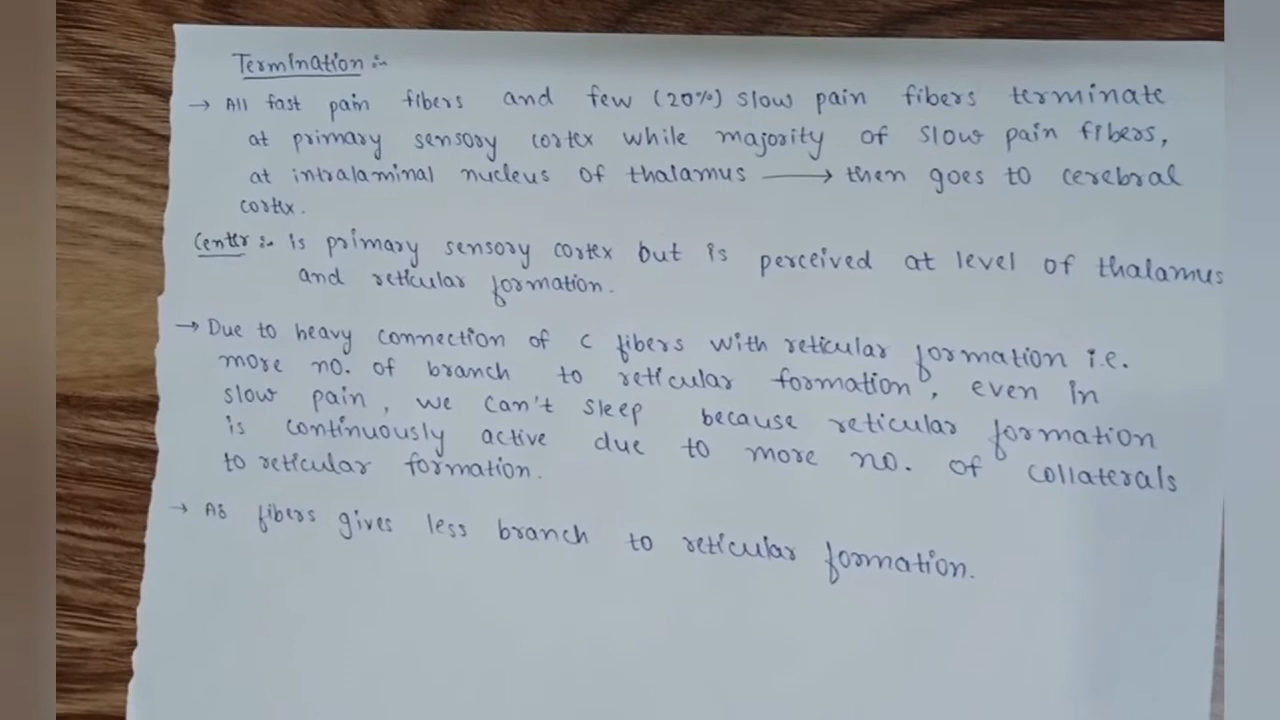 Termination :-
→ All fast pain fibers and few (20%) slow pain fibers terminate
at primary sensory cortex while majority of slow pain fibers,
at intralaminal nucleus of thalamus ⟶ then goes to cerebral
cortex.
Center :- is primary sensory cortex but is perceived at level of thalamus
and reticular formation.
→ Due to heavy connection of C fibers with reticular formation i.e.
more no. of branch to reticular formation, even in
slow pain, we can't sleep because reticular formation
is continuously active due to more no. of collaterals
to reticular formation.
→ Aδ fibers gives less branch to reticular formation.